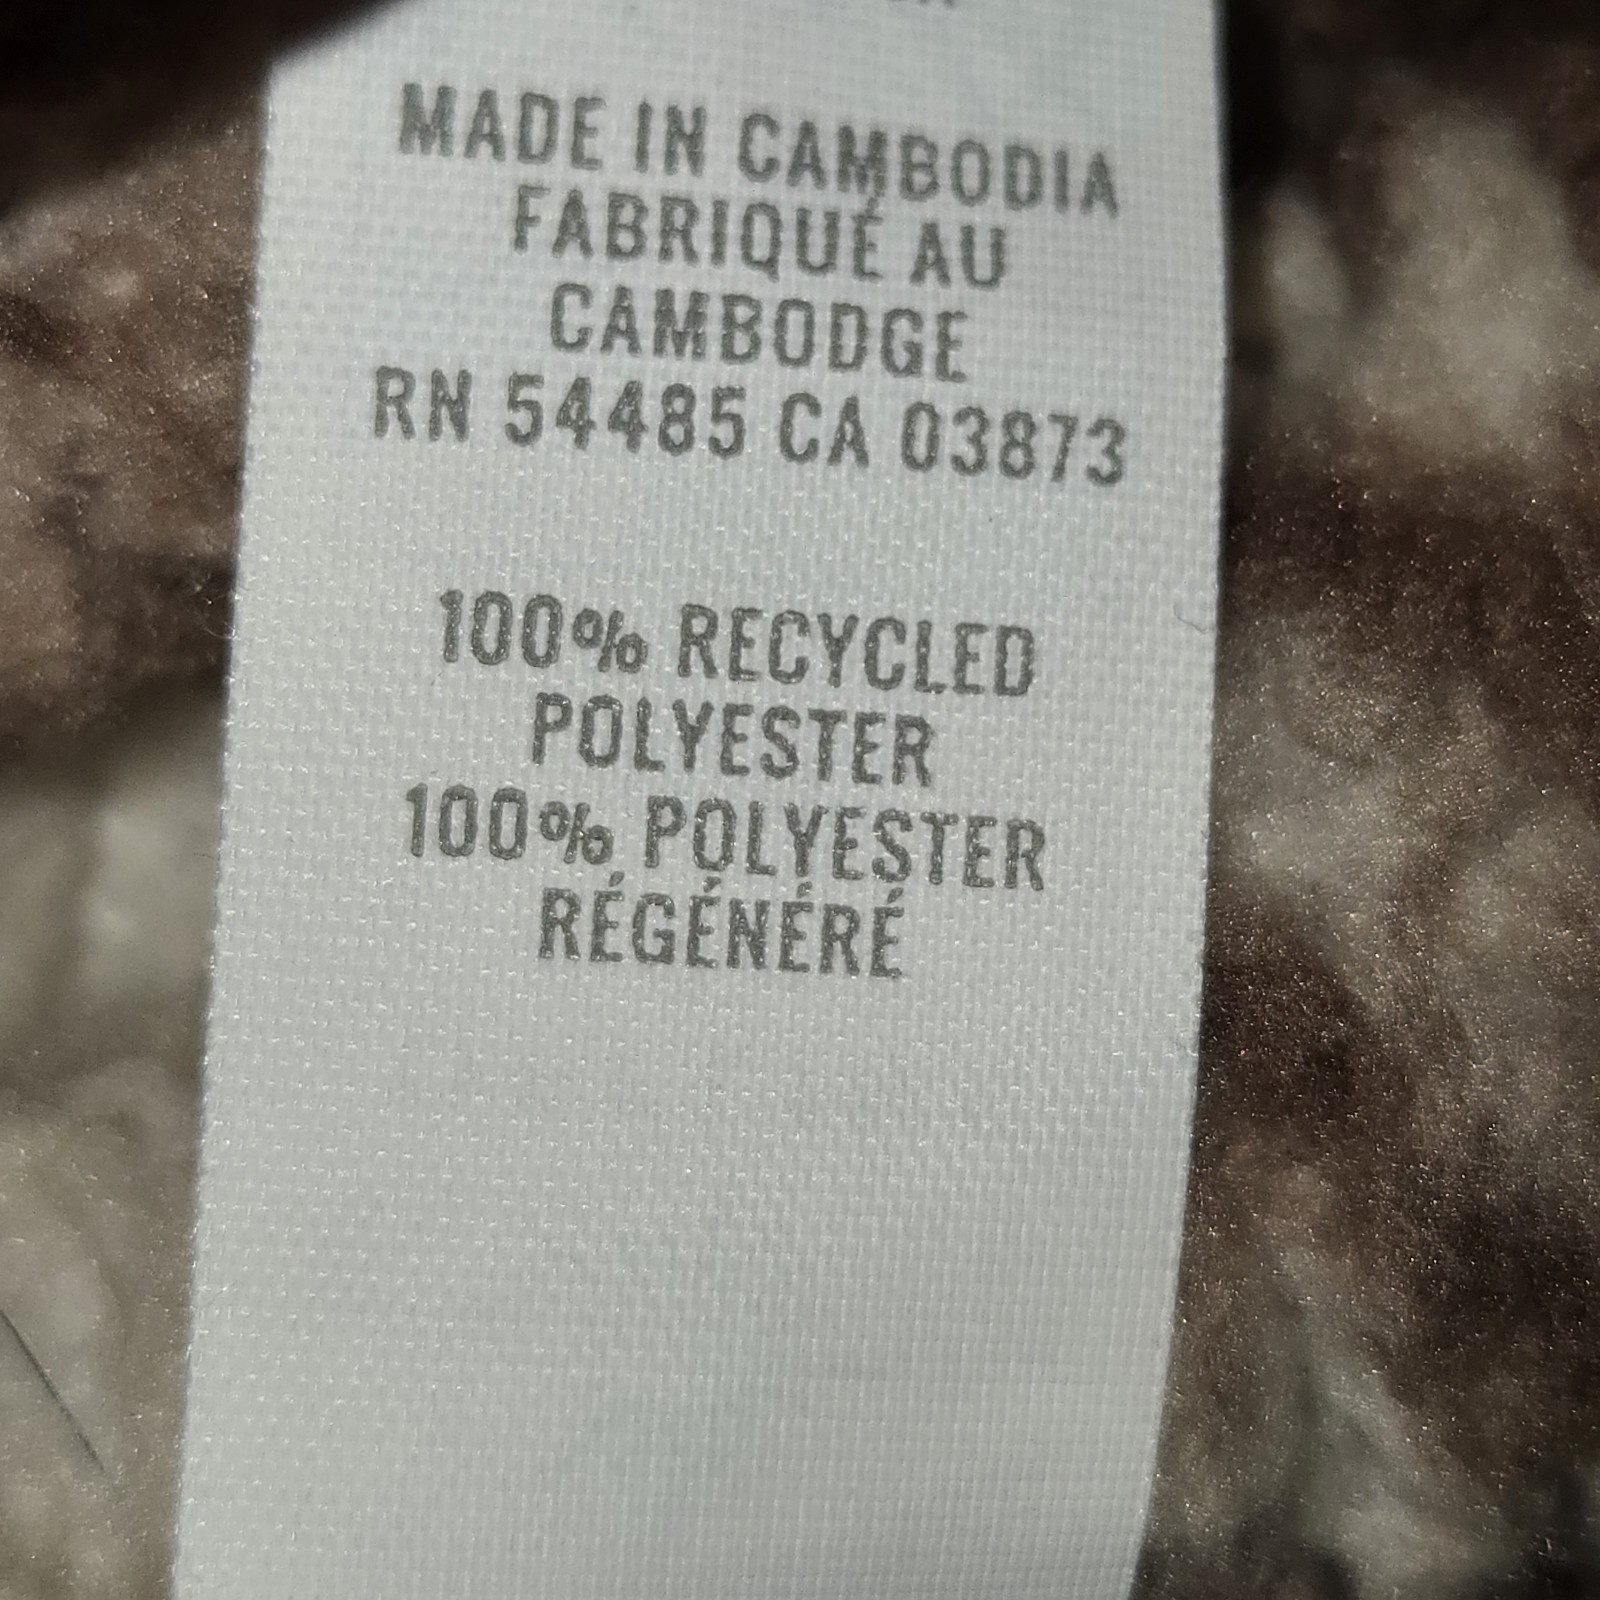 MADE IN CAMBODIA
FABRIQUÉ AU
CAMBODGE
RN 54485 CA 03873
100% RECYCLED
POLYESTER
100% POLYESTER
RÉGÉNÉRÉ